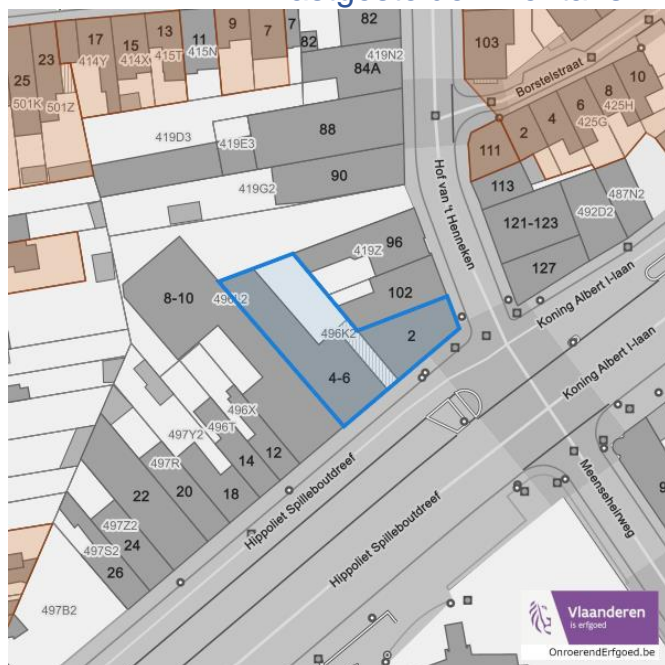 82
7
9
7
13
11
17
15
23
25
82
84A
103
10
8
6
4
2
111
414Y
414X
415T
415N
501K
501Z
419N2
Borstelstraat
425H
425G
88
419D3
419E3
90
419G2
113
121-123
127
492D2
487N2
Hof van 't Henneken
96
419Z
102
8-10
496L2
496K2
2
4-6
Koning Albert I-laan
Koning Albert I-laan
496X
496T
497Y2
497R
12
14
18
20
22
24
26
497Z2
497S2
497B2
Hippoliet Spilleboutdreef
Hippoliet Spilleboutdreef
Meenseheirweg
9
Vlaanderen
is erfgoed
OnroerendErfgoed.be